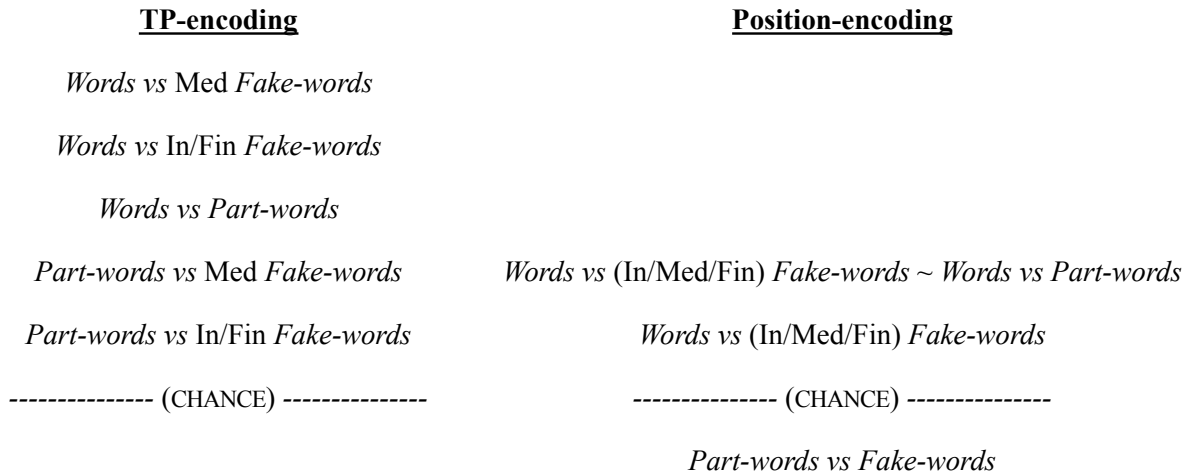 TP-encoding Position-encoding
Words vs Med Fake-words
Words vs In/Fin Fake-words
Words vs Part-words
Part-words vs Med Fake-words Words vs (In/Med/Fin) Fake-words ~ Words vs Part-words
Part-words vs In/Fin Fake-words Words vs (In/Med/Fin) Fake-words
--------------- (CHANCE) --------------- --------------- (CHANCE) ---------------
Part-words vs Fake-words